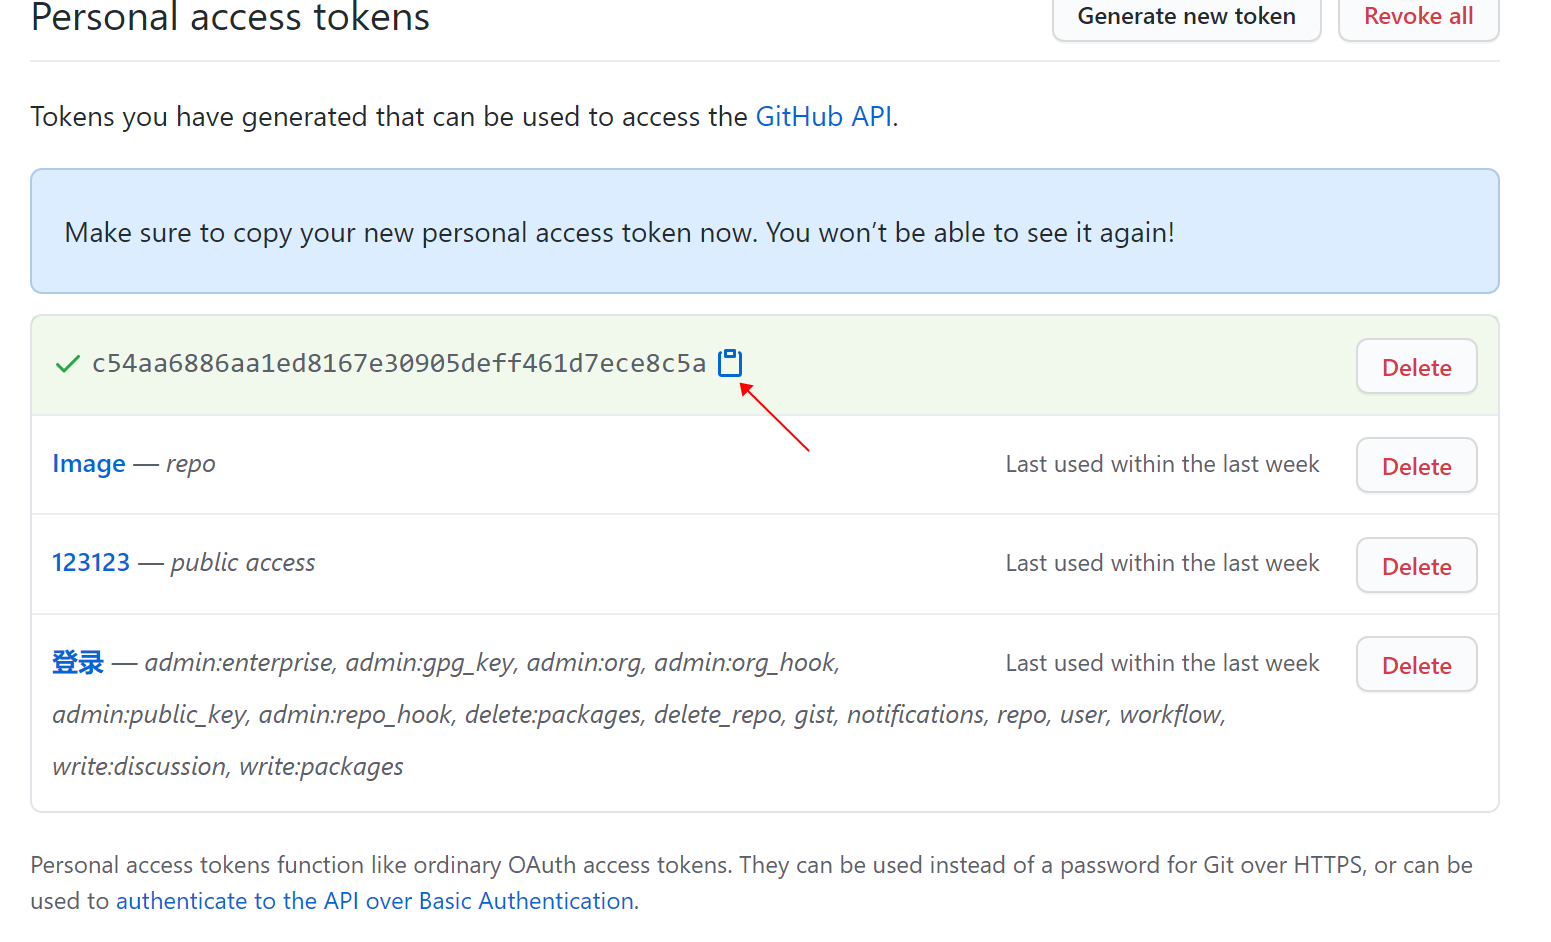 Personal access tokens
Generate new token
Revoke all
Tokens you have generated that can be used to access the GitHub API.
Make sure to copy your new personal access token now. You won’t be able to see it again!
c54aa6886aa1ed8167e30905deff461d7ece8c5a
Delete
Image — repo
Last used within the last week
Delete
123123 — public access
Last used within the last week
Delete
登录 — admin:enterprise, admin:gpg_key, admin:org, admin:org_hook,
Last used within the last week
Delete
admin:public_key, admin:repo_hook, delete:packages, delete_repo, gist, notifications, repo, user, workflow,
write:discussion, write:packages
Personal access tokens function like ordinary OAuth access tokens. They can be used instead of a password for Git over HTTPS, or can be
used to authenticate to the API over Basic Authentication.